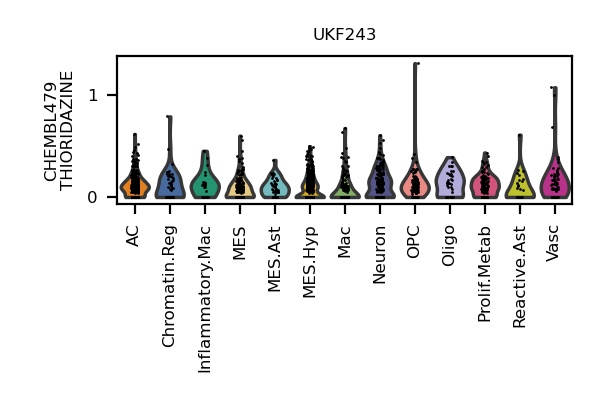 UKF243
CHEMBL479
THIORIDAZINE
1
0
AC
Chromatin.Reg
Inflammatory.Mac
MES
MES.Ast
MES.Hyp
Mac
Neuron
OPC
Oligo
Prolif.Metab
Reactive.Ast
Vasc